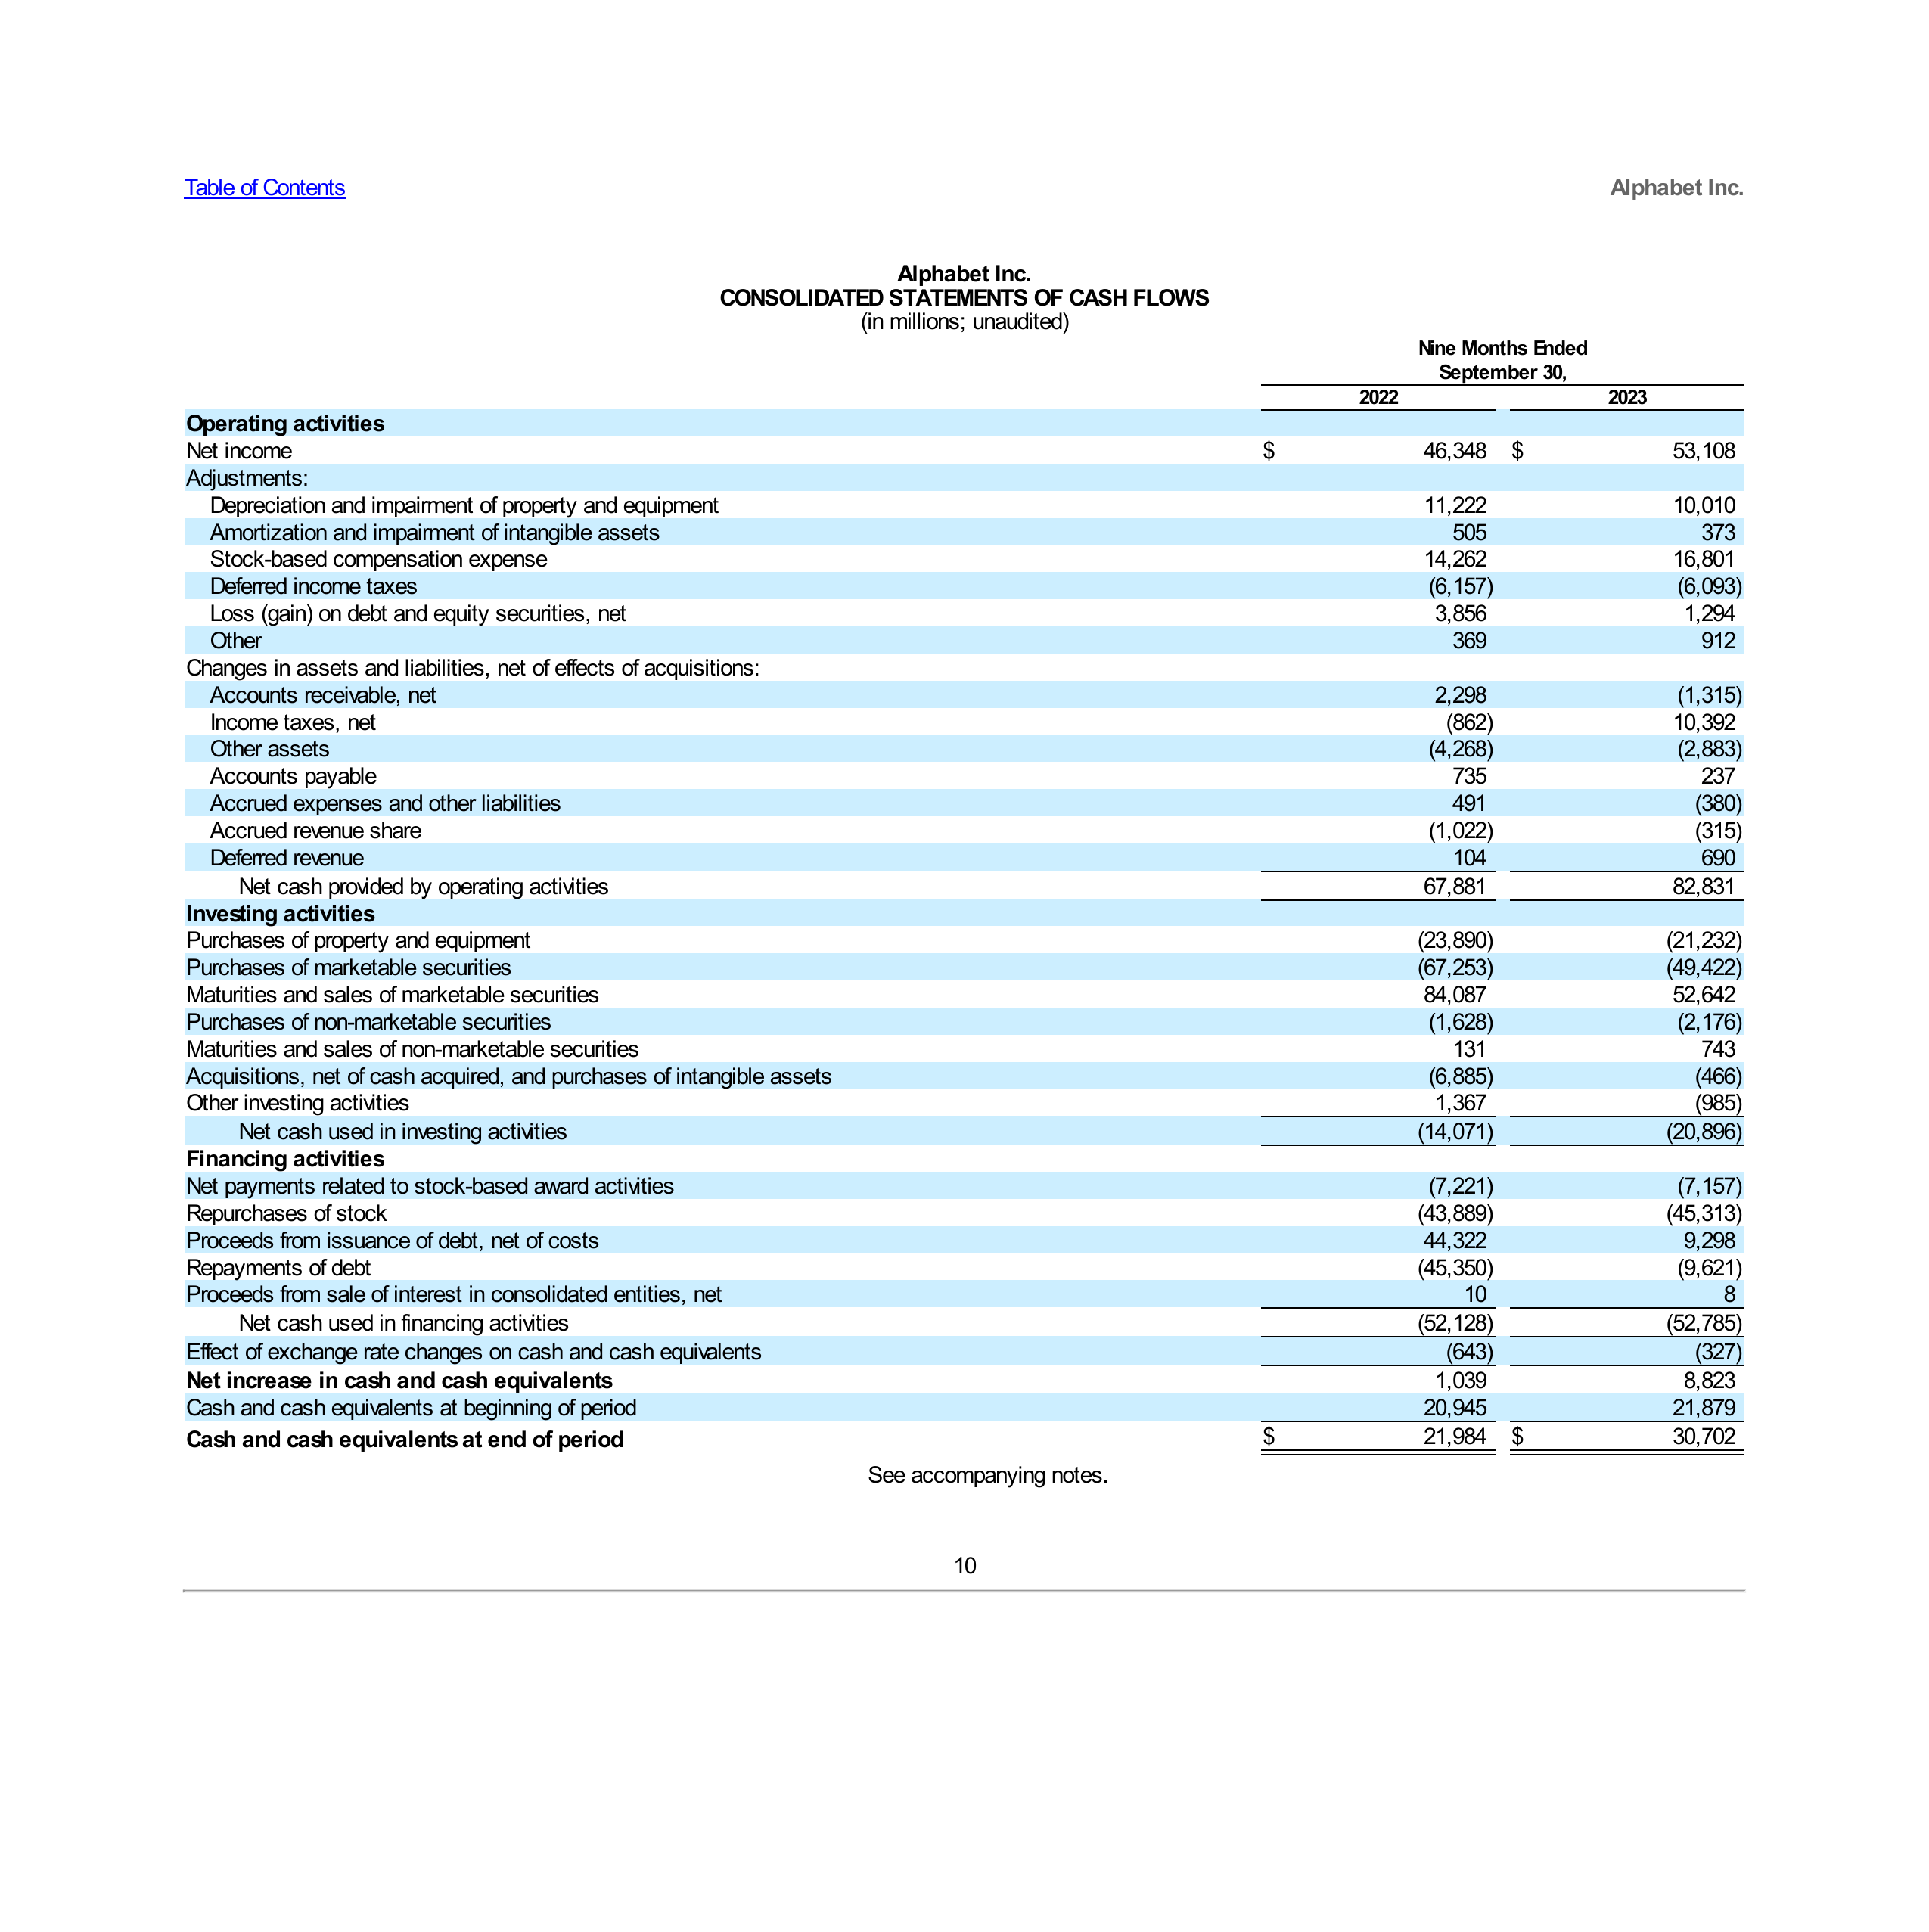 Table of Contents Alphabet Inc.
Alphabet Inc.
CONSOLIDATED STATEMENTS OF CASH FLOWS
(in millions; unaudited)
Nine Months Ended
September 30,
2022 2023
Operating activities
Net income $ 46,348 $ 53,108
Adjustments:
Depreciation and impairment of property and equipment 11,222 10,010
Amortization and impairment of intangible assets 505 373
Stock-based compensation expense 14,262 16,801
Deferred income taxes (6,157) (6,093)
Loss (gain) on debt and equity securities, net 3,856 1,294
Other 369 912
Changes in assets and liabilities, net of effects of acquisitions:
Accounts receivable, net 2,298 (1,315)
Income taxes, net (862) 10,392
Other assets (4,268) (2,883)
Accounts payable 735 237
Accrued expenses and other liabilities 491 (380)
Accrued revenue share (1,022) (315)
Deferred revenue 104 690
Net cash provided by operating activities 67,881 82,831
Investing activities
Purchases of property and equipment (23,890) (21,232)
Purchases of marketable securities (67,253) (49,422)
Maturities and sales of marketable securities 84,087 52,642
Purchases of non-marketable securities (1,628) (2,176)
Maturities and sales of non-marketable securities 131 743
Acquisitions, net of cash acquired, and purchases of intangible assets (6,885) (466)
Other investing activities 1,367 (985)
Net cash used in investing activities (14,071) (20,896)
Financing activities
Net payments related to stock-based award activities (7,221) (7,157)
Repurchases of stock (43,889) (45,313)
Proceeds from issuance of debt, net of costs 44,322 9,298
Repayments of debt (45,350) (9,621)
Proceeds from sale of interest in consolidated entities, net 10 8
Net cash used in financing activities (52,128) (52,785)
Effect of exchange rate changes on cash and cash equivalents (643) (327)
Net increase in cash and cash equivalents 1,039 8,823
Cash and cash equivalents at beginning of period 20,945 21,879
Cash and cash equivalents at end of period $ 21,984 $ 30,702
See accompanying notes.
10